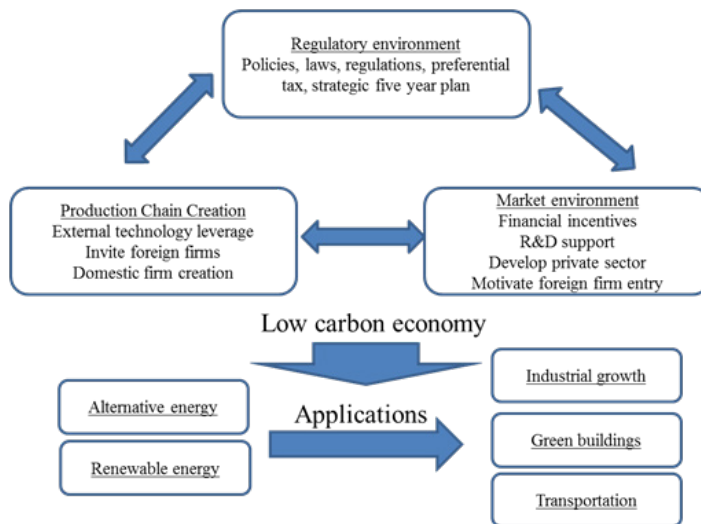 Regulatory environment
Policies, laws, regulations, preferential
tax, strategic five year plan
Production Chain Creation
External technology leverage
Invite foreign firms
Domestic firm creation
Market environment
Financial incentives
R&D support
Develop private sector
Motivate foreign firm entry
Low carbon economy
Alternative energy
Renewable energy
Applications
Industrial growth
Green buildings
Transportation